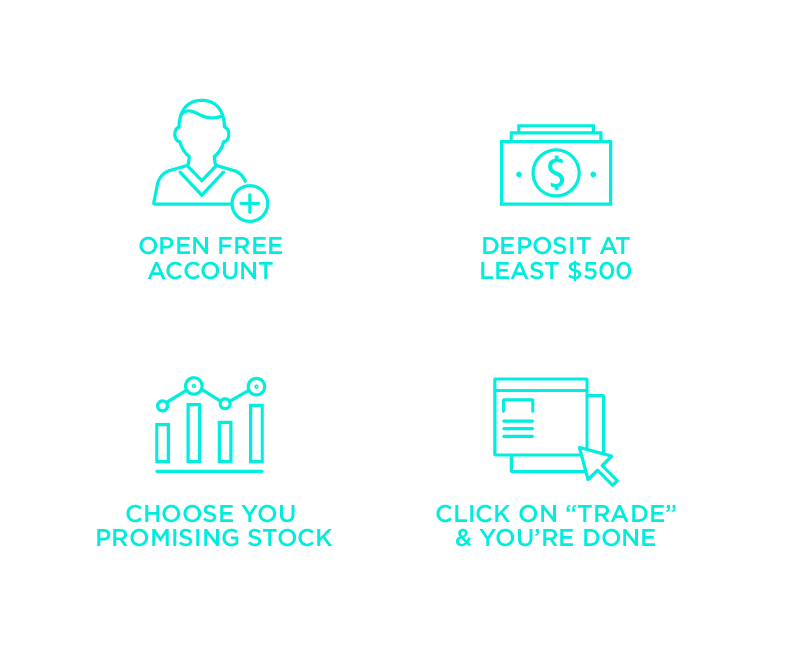 OPEN FREE
ACCOUNT
DEPOSIT AT
LEAST $500
CHOOSE YOU
PROMISING STOCK
CLICK ON “TRADE”
& YOU’RE DONE